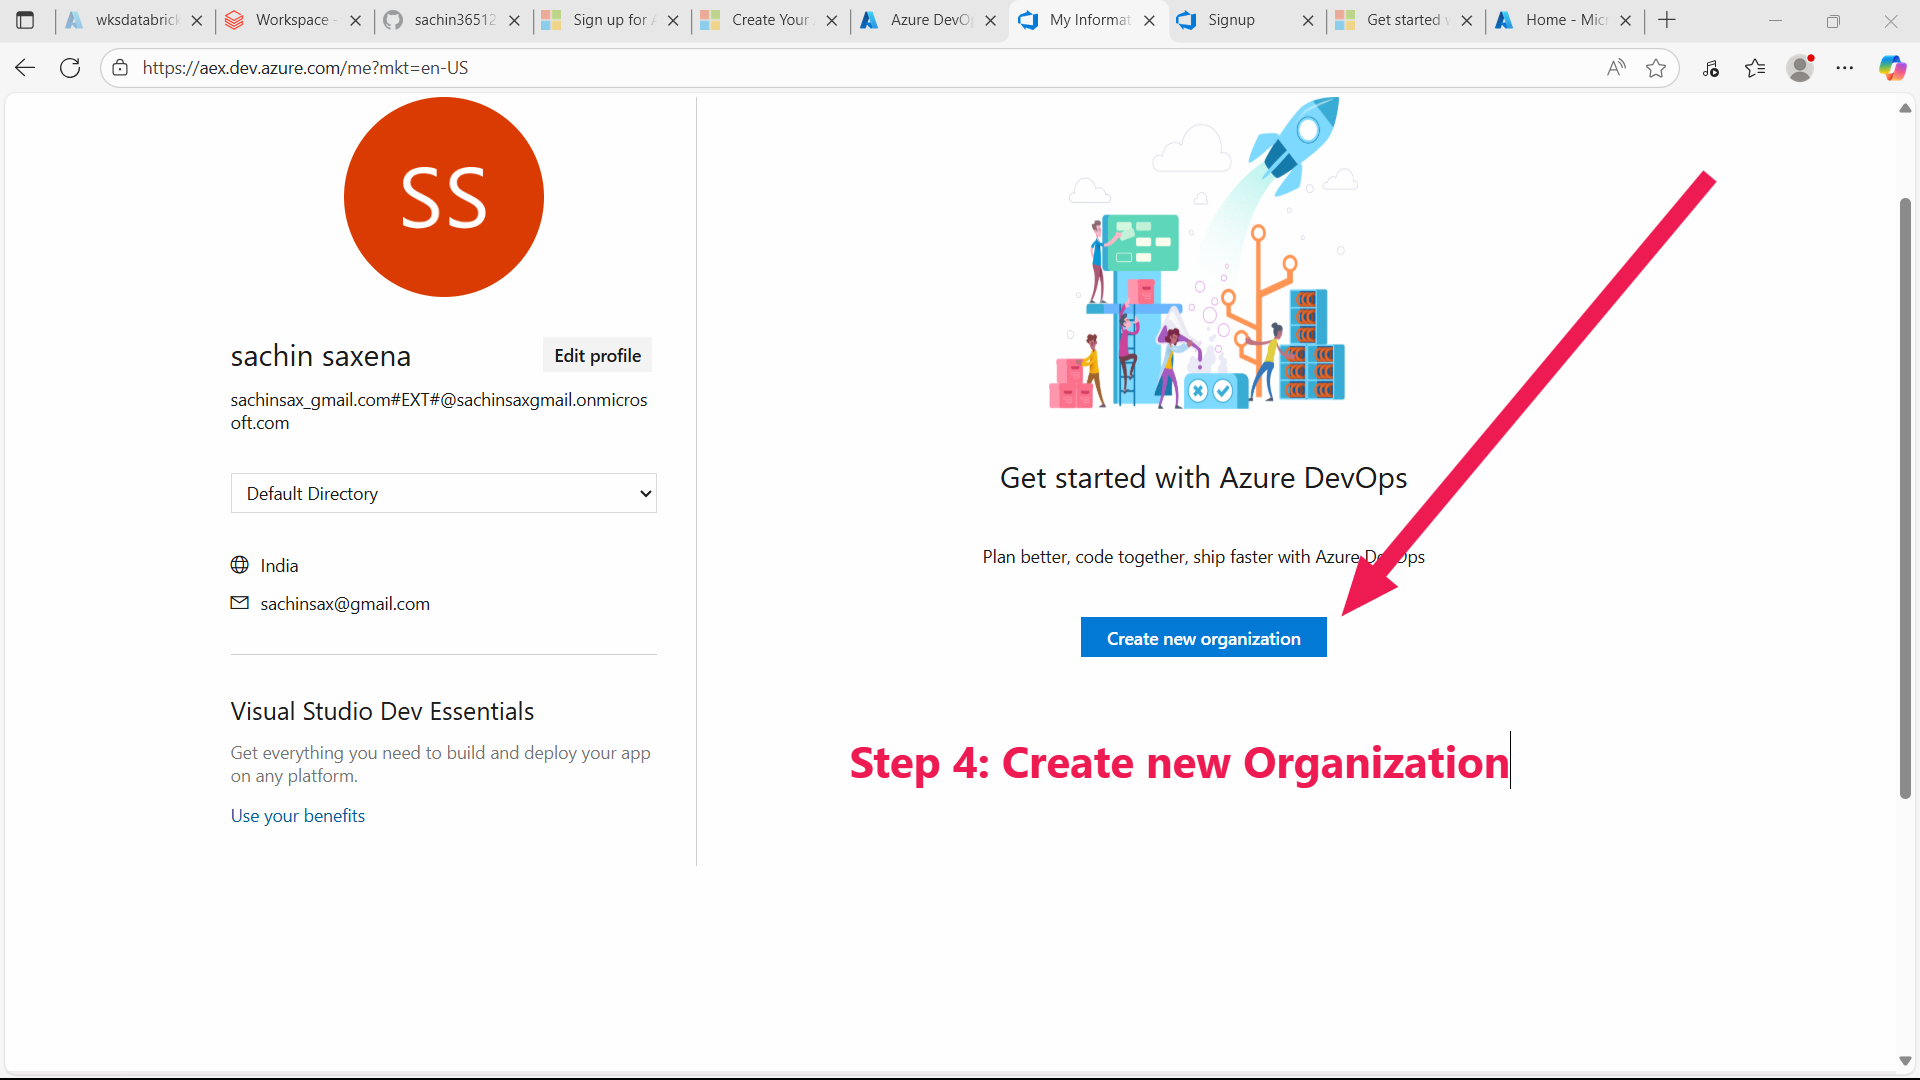 wksdatabrick
Workspace -
sachin36512
Sign up for A
Create Your
Azure DevO
My Informat
Signup
Get started
Home - Mic
https://aex.dev.azure.com/me?mkt=en-US
SS
sachin saxena
Edit profile
sachinsax_gmail.com#EXT#@sachinsaxgmail.onmicros
oft.com
Default Directory
India
sachinsax@gmail.com
Visual Studio Dev Essentials
Get everything you need to build and deploy your app
on any platform.
Use your benefits
Get started with Azure DevOps
Plan better, code together, ship faster with Azure DevOps
Create new organization
Step 4: Create new Organization